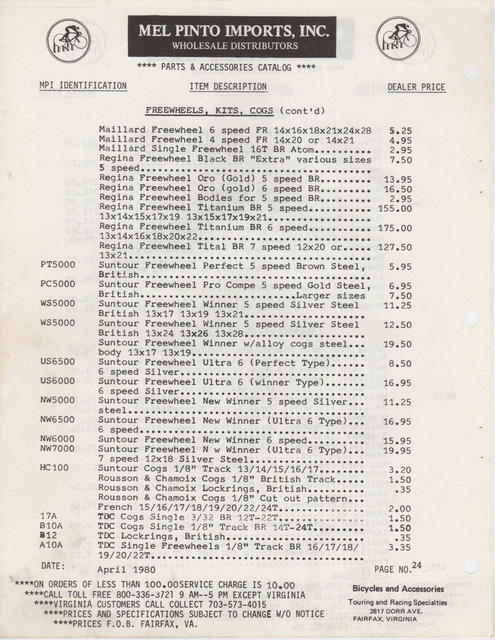 MEL PINTO IMPORTS, INC.
WHOLESALE DISTRIBUTORS
**** PARTS & ACCESSORIES CATALOG ****
MPI IDENTIFICATION ITEM DESCRIPTION DEALER PRICE
FREEWHEELS, KITS, COGS (cont'd)
Maillard Freewheel 6 speed FR 14x16x18x21x24x28 5.25
Maillard Freewheel 4 speed FR 14x20 or 14x21 4.95
Maillard Single Freewheel 16T BR Atom.......... 2.95
Regina Freewheel Black BR "Extra" various sizes 7.50
5 speed........................................
Regina Freewheel Oro (Gold) 5 speed BR......... 13.95
Regina Freewheel Oro (gold) 6 speed BR......... 16.50
Regina Freewheel Bodies for 5 speed BR......... 2.95
Regina Freewheel Titanium BR 5 speed........... 155.00
13x14x15x17x19 13x15x17x19x21..................
Regina Freewheel Titanium BR 6 speed........... 175.00
13x14x16x18x20x22..............................
Regina Freewheel Tital BR 7 speed 12x20 or..... 127.50
13x21..........................................
PT5000 Suntour Freewheel Perfect 5 speed Brown Steel, 5.95
British........................................
PC5000 Suntour Freewheel Pro Compe 5 speed Gold Steel, 6.95
British.........................Larger sizes 7.50
WS5000 Suntour Freewheel Winner 5 speed Silver Steel 11.25
British 13x17 13x19 13x21......................
WS5000 Suntour Freewheel Winner 5 speed Silver Steel 12.50
British 13x24 13x26 13x28......................
Suntour Freewheel Winner w/alloy cogs steel.... 19.50
body 13x17 13x19...............................
US6500 Suntour Freewheel Ultra 6 (Perfect Type)....... 8.50
6 speed Silver.................................
US6000 Suntour Freewheel Ultra 6 (winner Type)........ 16.95
6 speed Silver.................................
NW5000 Suntour Freewheel New Winner 5 speed Silver.... 11.25
steel..........................................
NW6500 Suntour Freewheel New Winner (Ultra 6 Type)... 16.95
6 speed........................................
NW6000 Suntour Freewheel New Winner 6 speed........... 15.95
NW7000 Suntour Freewheel N w Winner (Ultra 6 Type)... 19.95
7 speed 12x18 Silver Steel.....................
HC100 Suntour Cogs 1/8" Track 13/14/15/16/17......... 3.20
Rousson & Chamoix Cogs 1/8" British Track...... 1.50
Rousson & Chamoix Lockrings, British........... .35
Rousson & Chamoix Cogs 1/8" Cut out pattern....
French 15/16/17/18/19/20/22/24T................ 2.00
17A TDC Cogs Single 3/32 BR 12T-22T................ 1.50
B10A TDC Cogs Single 1/8" Track BR 14T-24T.......... 1.50
B12 TDC Lockrings, British......................... .35
A10A TDC Single Freewheels 1/8" Track BR 16/17/18/ 3.35
19/20/22T......................................
DATE: April 1980 PAGE NO. 24
****ON ORDERS OF LESS THAN 100.00SERVICE CHARGE IS 10.00
****CALL TOLL FREE 800-336-3721 9 AM--5 PM EXCEPT VIRGINIA
****VIRGINIA CUSTOMERS CALL COLLECT 703-573-4015
****PRICES AND SPECIFICATIONS SUBJECT TO CHANGE W/O NOTICE
****PRICES F.O.B. FAIRFAX, VA.
Bicycles and Accessories
Touring and Racing Specialties
2817 DORR AVE.
FAIRFAX, VIRGINIA